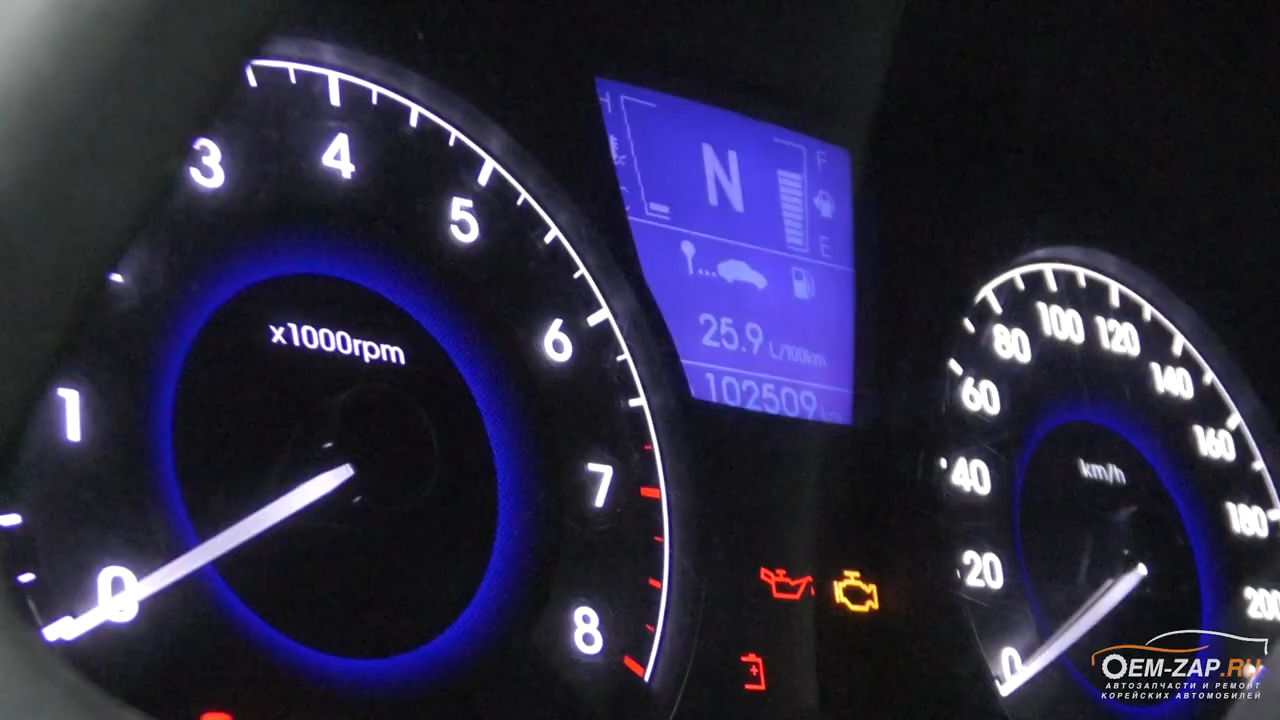 H
N
F
E
C
25.9 L/100km
102509 km
x1000rpm
0
1
3
4
5
6
7
8
km/h
0
20
40
60
80
100
120
140
160
180
200
OEM-ZAP.RU
АВТОЗАПЧАСТИ И РЕМОНТ
КОРЕЙСКИХ АВТОМОБИЛЕЙ